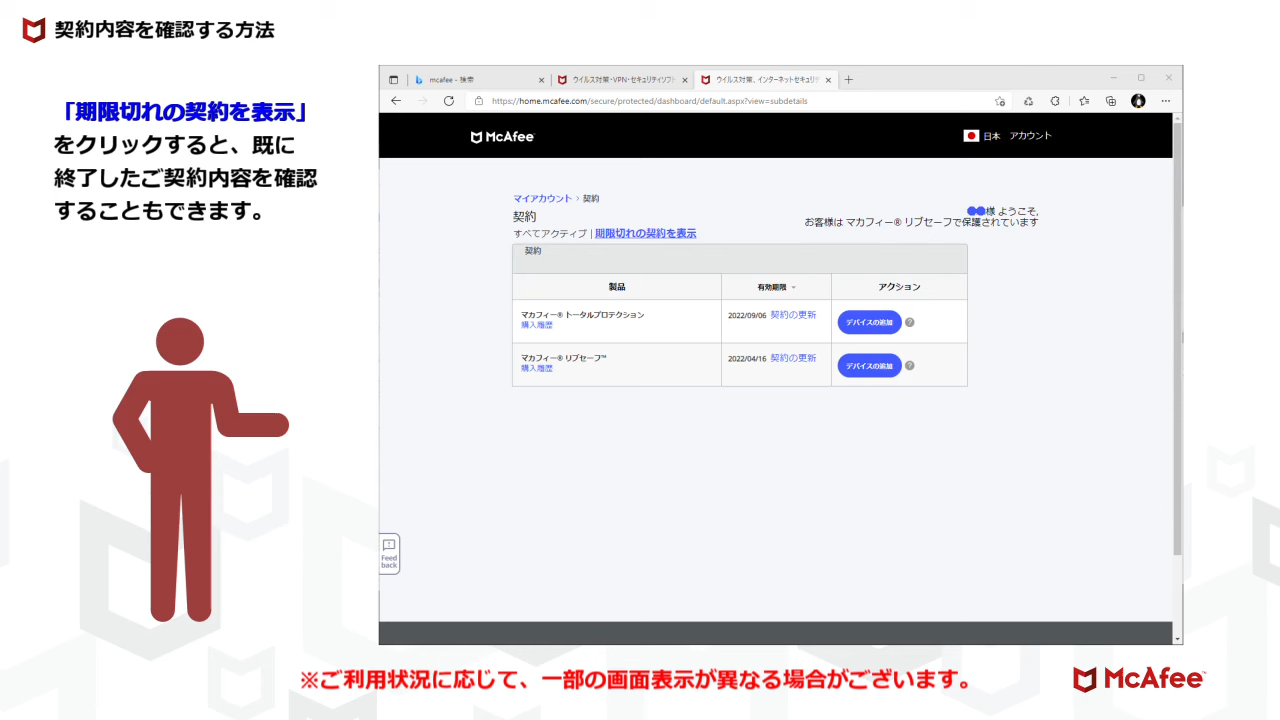 契約内容を確認する方法
「期限切れの契約を表示」
をクリックすると、既に
終了したご契約内容を確認
することもできます。
mcafee - 検索
ウイルス対策・VPN・セキュリティソフト
ウイルス対策、インターネットセキュリテ
https://home.mcafee.com/secure/protected/dashboard/default.aspx?view=subdetails
McAfee
日本 アカウント
マイアカウント › 契約
契約
様 ようこそ,
お客様は マカフィー® リブセーフで保護されています
すべてアクティブ | 期限切れの契約を表示
契約
製品 有効期限 アクション
マカフィー® トータルプロテクション 2022/09/06 契約の更新 デバイスの追加 ?
購入履歴
マカフィー® リブセーフ™ 2022/04/16 契約の更新 デバイスの追加 ?
購入履歴
Feed
back
※ご利用状況に応じて、一部の画面表示が異なる場合がございます。
McAfee™